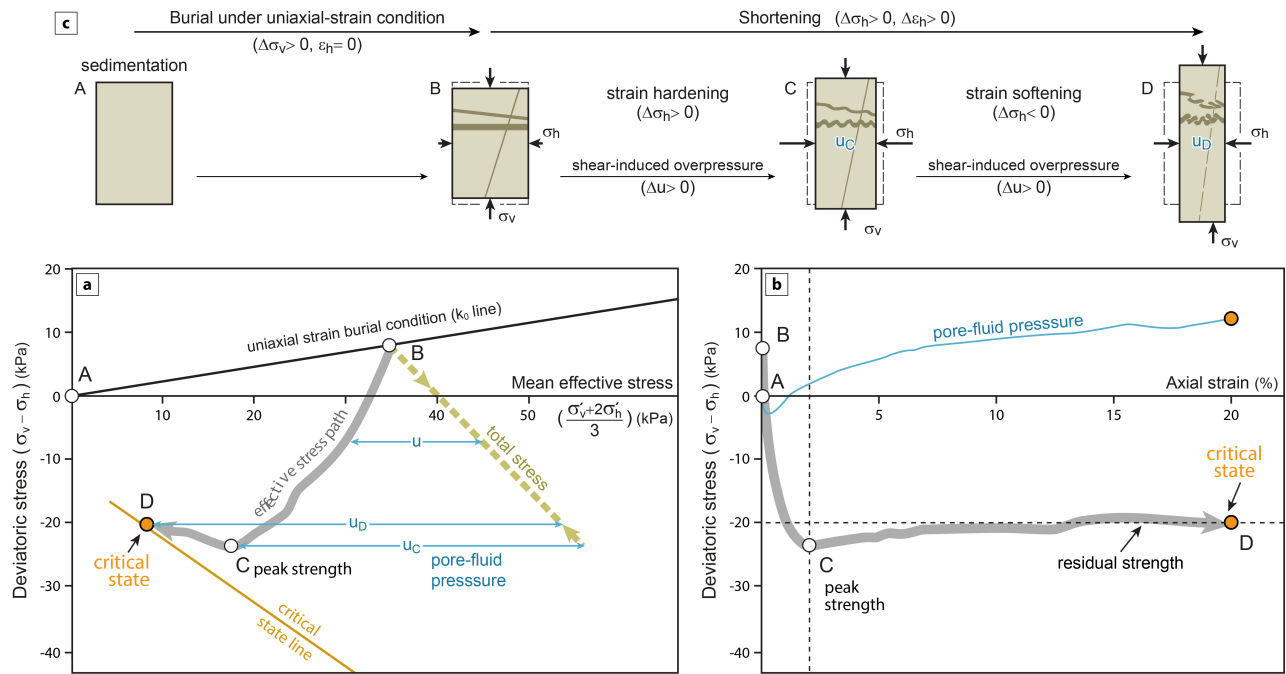 c
Burial under uniaxial-strain condition
(Δσv> 0, εh= 0)
Shortening (Δσh> 0, Δεh> 0)
sedimentation
A
B
strain hardening
(Δσh> 0)
C
strain softening
(Δσh< 0)
D
σh
uC
σh
uD
σh
shear-induced overpressure
(Δu> 0)
shear-induced overpressure
(Δu> 0)
σv
σv
σv
a
Deviatoric stress ( σv – σh ) (kPa)
20
10
0
-10
-20
-30
-40
10
20
30
40
50
uniaxial strain burial condition (k0 line)
A
B
Mean effective stress
(σ′v+2σ′h/3) (kPa)
effective stress path
u
total stress
D
uD
uC
critical
state
C
peak strength
pore-fluid
presssure
critical
state line
b
Deviatoric stress ( σv – σh ) (kPa)
20
10
0
-10
-20
-30
-40
5
10
15
20
B
A
pore-fluid presssure
Axial strain (%)
critical
state
D
C
residual strength
peak
strength